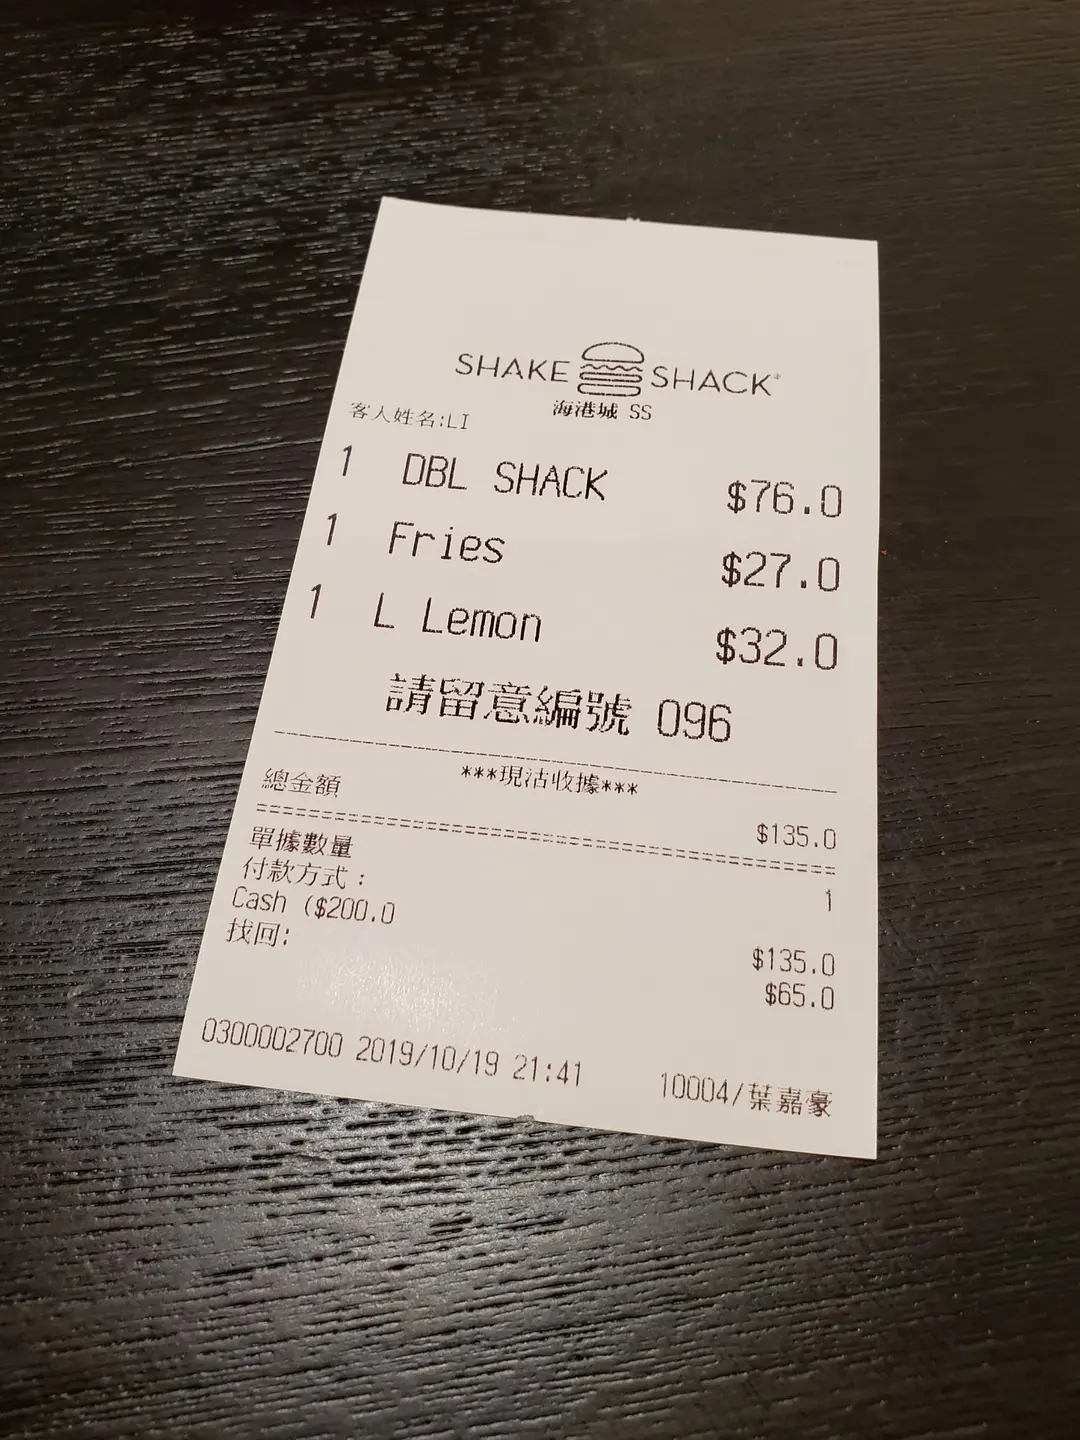 SHAKE SHACK
海港城 SS
客人姓名:LI
1 DBL SHACK $76.0
1 Fries $27.0
1 L Lemon $32.0
請留意編號 096
***現沽收據***
總金額 $135.0
單據數量 1
付款方式:
Cash ($200.0 $135.0
找回: $65.0
0300002700 2019/10/19 21:41 10004/葉嘉豪